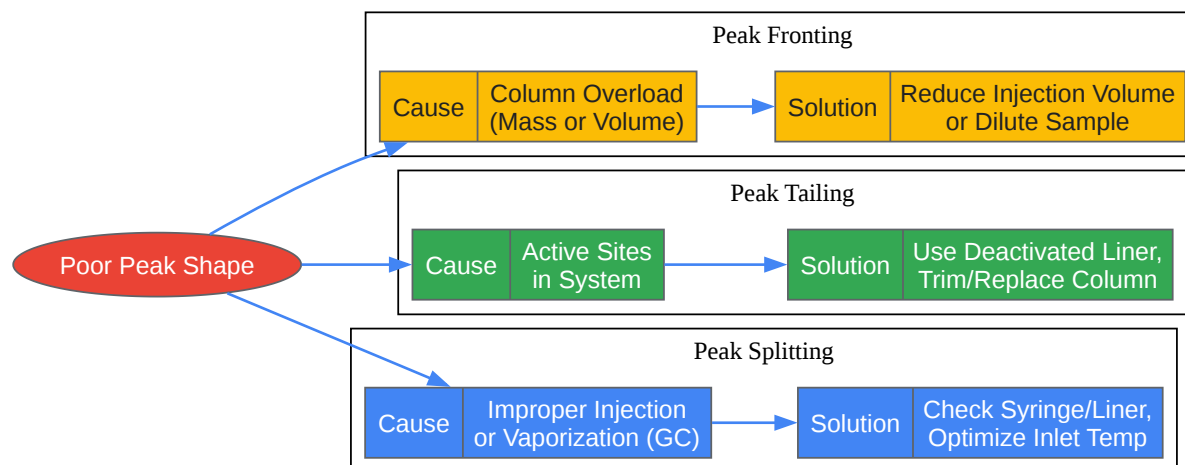 Peak Fronting
Cause
Column Overload
(Mass or Volume)
Solution
Reduce Injection Volume
or Dilute Sample
Peak Tailing
Poor Peak Shape
Cause
Active Sites
in System
Solution
Use Deactivated Liner,
Trim/Replace Column
Peak Splitting
Cause
Improper Injection
or Vaporization (GC)
Solution
Check Syringe/Liner,
Optimize Inlet Temp